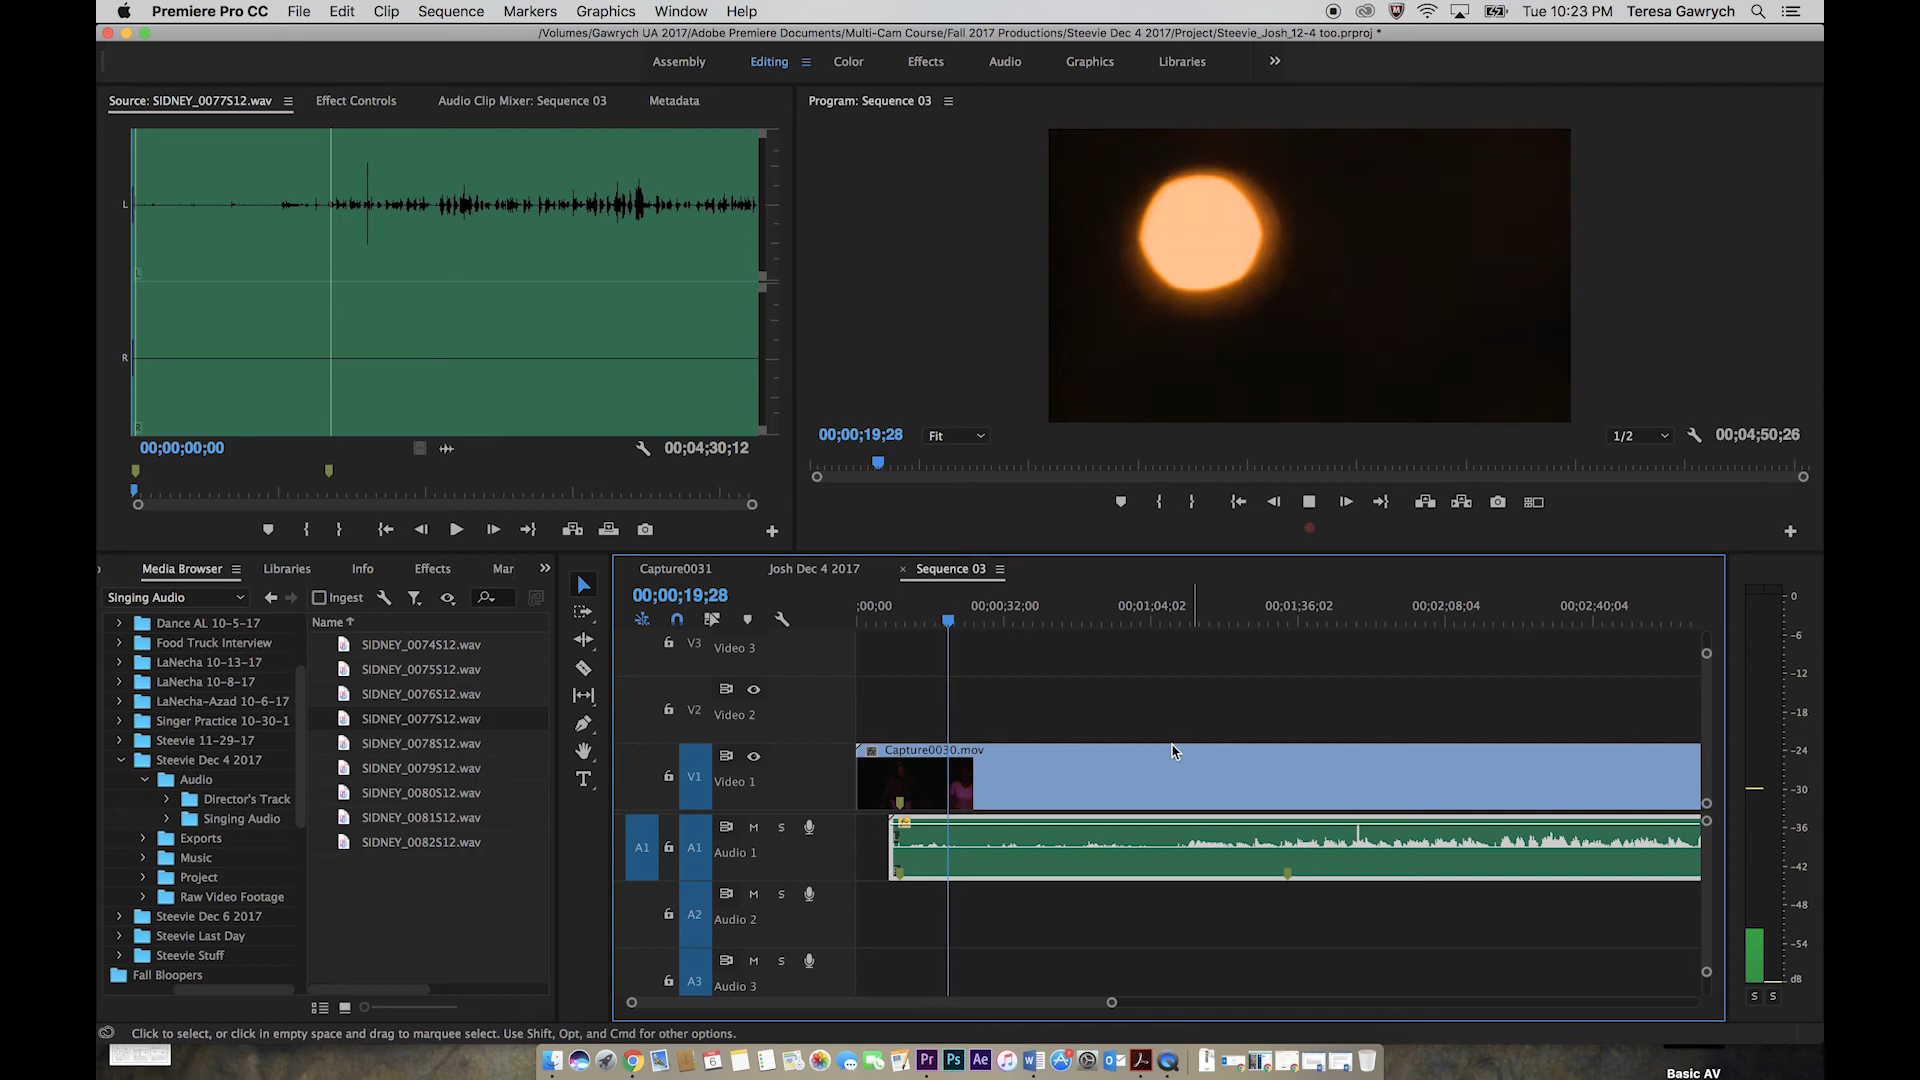 Premiere Pro CC File Edit Clip Sequence Markers Graphics Window Help Tue 10:23 PM Teresa Gawrych
/Volumes/Gawrych UA 2017/Adobe Premiere Documents/Multi-Cam Course/Fall 2017 Productions/Steevie Dec 4 2017/Project/Steevie_Josh_12-4 too.prproj *
Assembly Editing Color Effects Audio Graphics Libraries
Source: SIDNEY_0077S12.wav Effect Controls Audio Clip Mixer: Sequence 03 Metadata
Program: Sequence 03
L
R
00;00;00;00 00;04;30;12
00;00;19;28 Fit 1/2 00;04;50;26
Media Browser Libraries Info Effects Mar
Singing Audio Ingest
Name
Dance AL 10-5-17
Food Truck Interview
LaNecha 10-13-17
LaNecha 10-8-17
LaNecha-Azad 10-6-17
Singer Practice 10-30-1
Steevie 11-29-17
Steevie Dec 4 2017
Audio
Director's Track
Singing Audio
Exports
Music
Project
Raw Video Footage
Steevie Dec 6 2017
Steevie Last Day
Steevie Stuff
Fall Bloopers
SIDNEY_0074S12.wav
SIDNEY_0075S12.wav
SIDNEY_0076S12.wav
SIDNEY_0077S12.wav
SIDNEY_0078S12.wav
SIDNEY_0079S12.wav
SIDNEY_0080S12.wav
SIDNEY_0081S12.wav
SIDNEY_0082S12.wav
Capture0031 Josh Dec 4 2017 × Sequence 03
00;00;19;28
;00;00 00;00;32;00 00;01;04;02 00;01;36;02 00;02;08;04 00;02;40;04
V3 Video 3
V2 Video 2
V1 Video 1
Capture0030.mov
A1 A1 M S Audio 1
A2 M S Audio 2
A3 M S Audio 3
0
-6
-12
-18
-24
-30
-36
-42
-48
-54
dB
S S
Click to select, or click in empty space and drag to marquee select. Use Shift, Opt, and Cmd for other options.
Pr Ps Ae
Basic AV